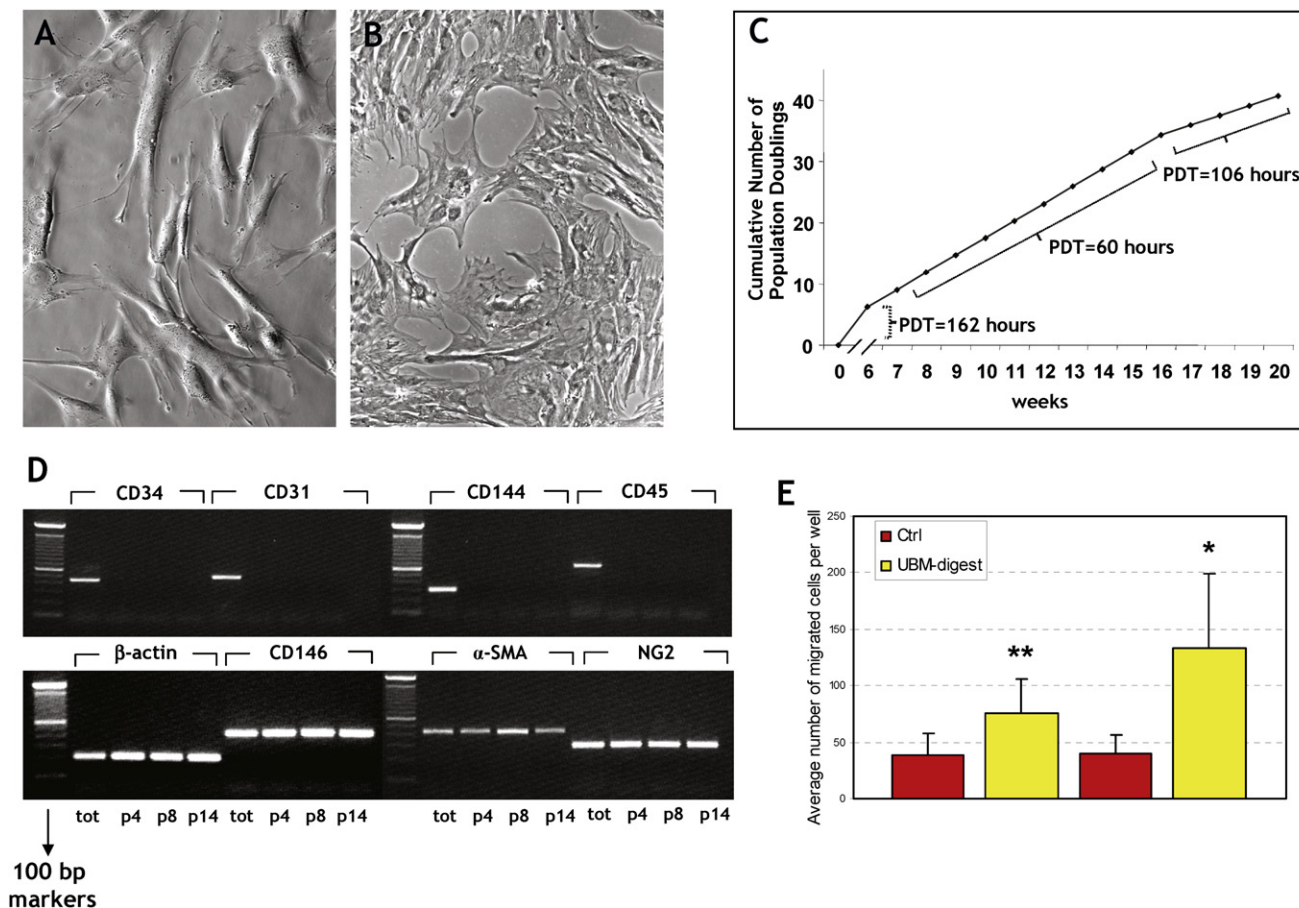 A
B
C
Cumulative Number of
Population Doublings
40
30
20
10
0
PDT=106 hours
PDT=60 hours
PDT=162 hours
0 6 7 8 9 10 11 12 13 14 15 16 17 18 19 20
weeks
D
CD34 CD31 CD144 CD45
β-actin CD146 α-SMA NG2
tot p4 p8 p14 tot p4 p8 p14 tot p4 p8 p14 tot p4 p8 p14
100 bp
markers
E
Average number of migrated cells per well
250
200
150
100
50
0
Ctrl
UBM-digest
**
*